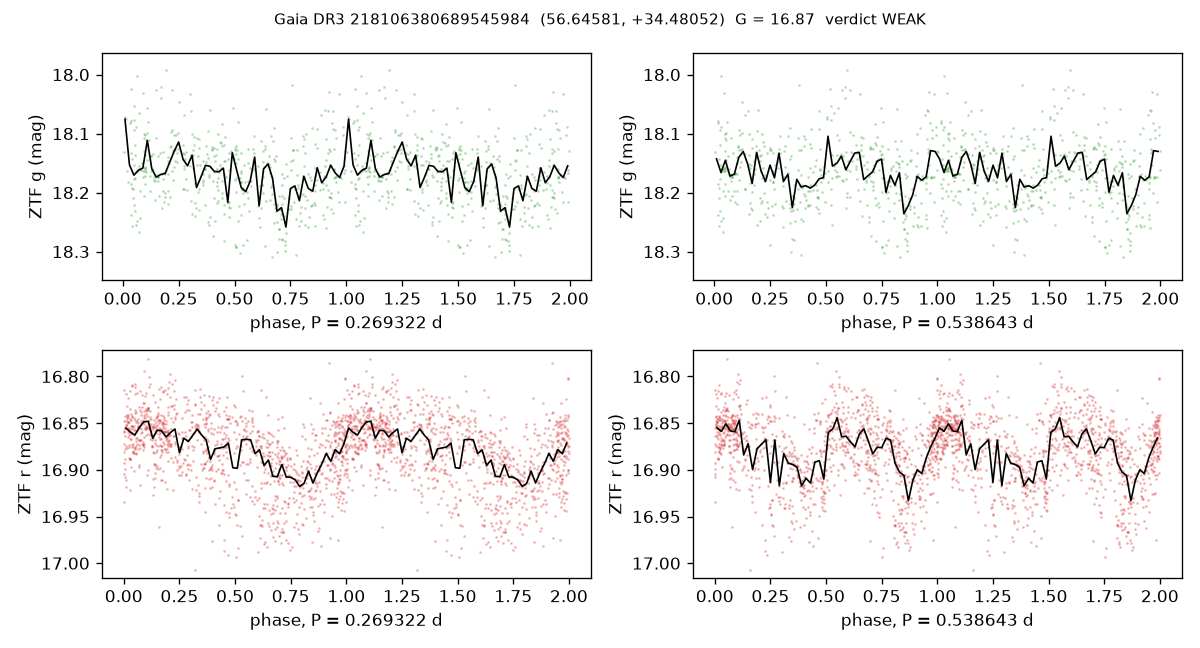 Gaia DR3 218106380689545984 (56.64581, +34.48052) G = 16.87 verdict WEAK
ZTF g (mag)
18.0
18.1
18.2
18.3
0.00 0.25 0.50 0.75 1.00 1.25 1.50 1.75 2.00
phase, P = 0.269322 d
ZTF g (mag)
18.0
18.1
18.2
18.3
0.00 0.25 0.50 0.75 1.00 1.25 1.50 1.75 2.00
phase, P = 0.538643 d
ZTF r (mag)
16.80
16.85
16.90
16.95
17.00
0.00 0.25 0.50 0.75 1.00 1.25 1.50 1.75 2.00
phase, P = 0.269322 d
ZTF r (mag)
16.80
16.85
16.90
16.95
17.00
0.00 0.25 0.50 0.75 1.00 1.25 1.50 1.75 2.00
phase, P = 0.538643 d